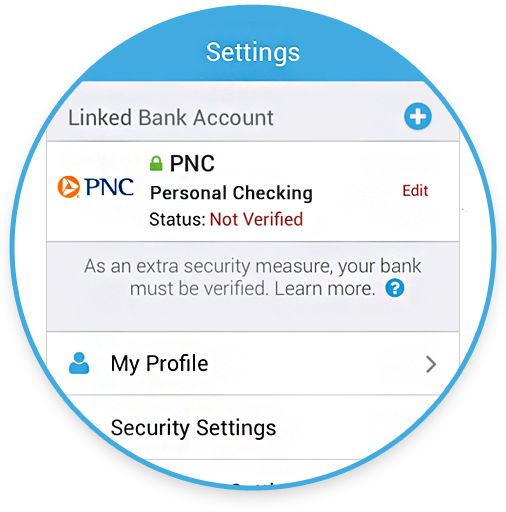 Settings
Linked Bank Account
PNC
PNC
Personal Checking
Edit
Status: Not Verified
As an extra security measure, your bank
must be verified. Learn more. ?
My Profile
Security Settings